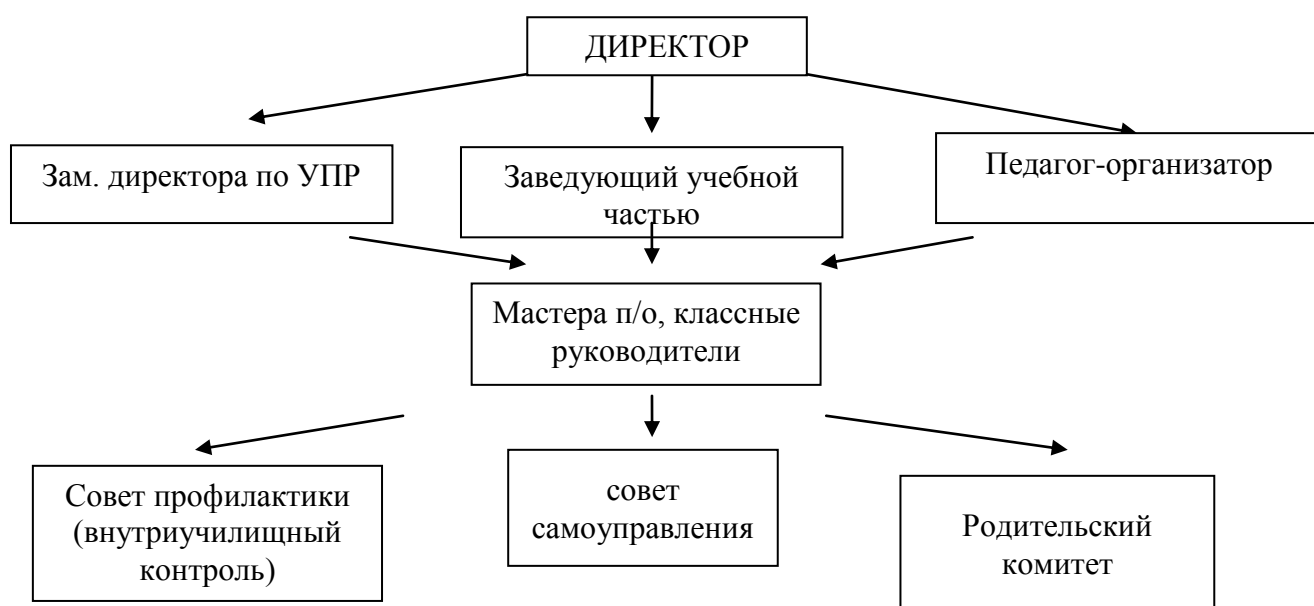 ДИРЕКТОР
Зам. директора по УПР
Заведующий учебной
частью
Педагог-организатор
Мастера п/о, классные
руководители
Совет профилактики
(внутриучилищный
контроль)
совет
самоуправления
Родительский
комитет